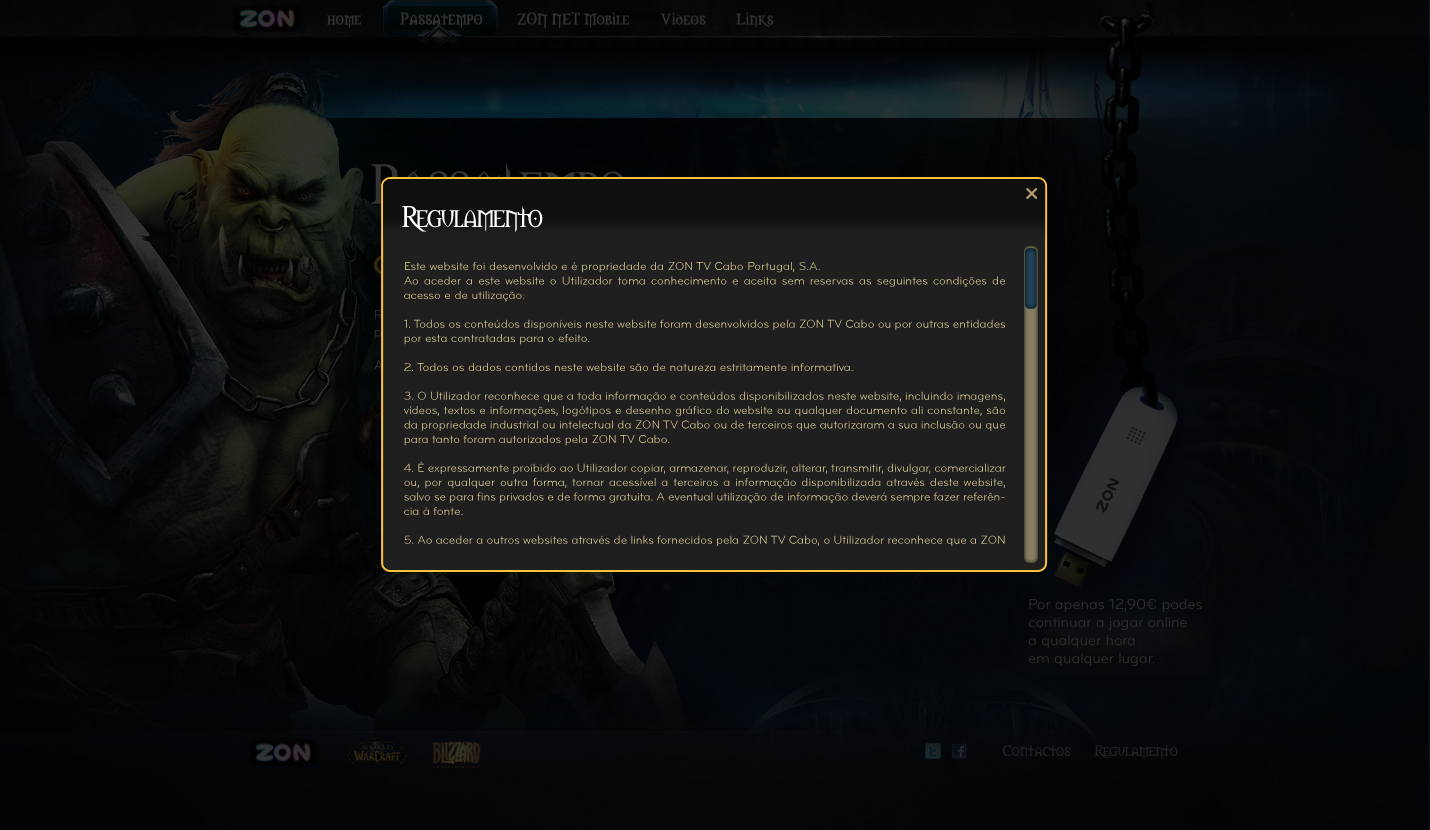 ZON
Home
Passatempo
ZON NET Mobile
Vídeos
Links
Passatempo
Regulamento
Este website foi desenvolvido e é propriedade da ZON TV Cabo Portugal, S.A.
Ao aceder a este website o Utilizador toma conhecimento e aceita sem reservas as seguintes condições de
acesso e de utilização:
1. Todos os conteúdos disponíveis neste website foram desenvolvidos pela ZON TV Cabo ou por outras entidades
por esta contratadas para o efeito.
2. Todos os dados contidos neste website são de natureza estritamente informativa.
3. O Utilizador reconhece que a toda informação e conteúdos disponibilizados neste website, incluindo imagens,
vídeos, textos e informações, logótipos e desenho gráfico do website ou qualquer documento ali constante, são
da propriedade industrial ou intelectual da ZON TV Cabo ou de terceiros que autorizaram a sua inclusão ou que
para tanto foram autorizados pela ZON TV Cabo.
4. É expressamente proibido ao Utilizador copiar, armazenar, reproduzir, alterar, transmitir, divulgar, comercializar
ou, por qualquer outra forma, tornar acessível a terceiros a informação disponibilizada através deste website,
salvo se para fins privados e de forma gratuita. A eventual utilização de informação deverá sempre fazer referên-
cia à fonte.
5. Ao aceder a outros websites através de links fornecidos pela ZON TV Cabo, o Utilizador reconhece que a ZON
ZON
Por apenas 12,90€ podes
continuar a jogar online
a qualquer hora
em qualquer lugar.
ZON
World of Warcraft
Blizzard
Contactos
Regulamento